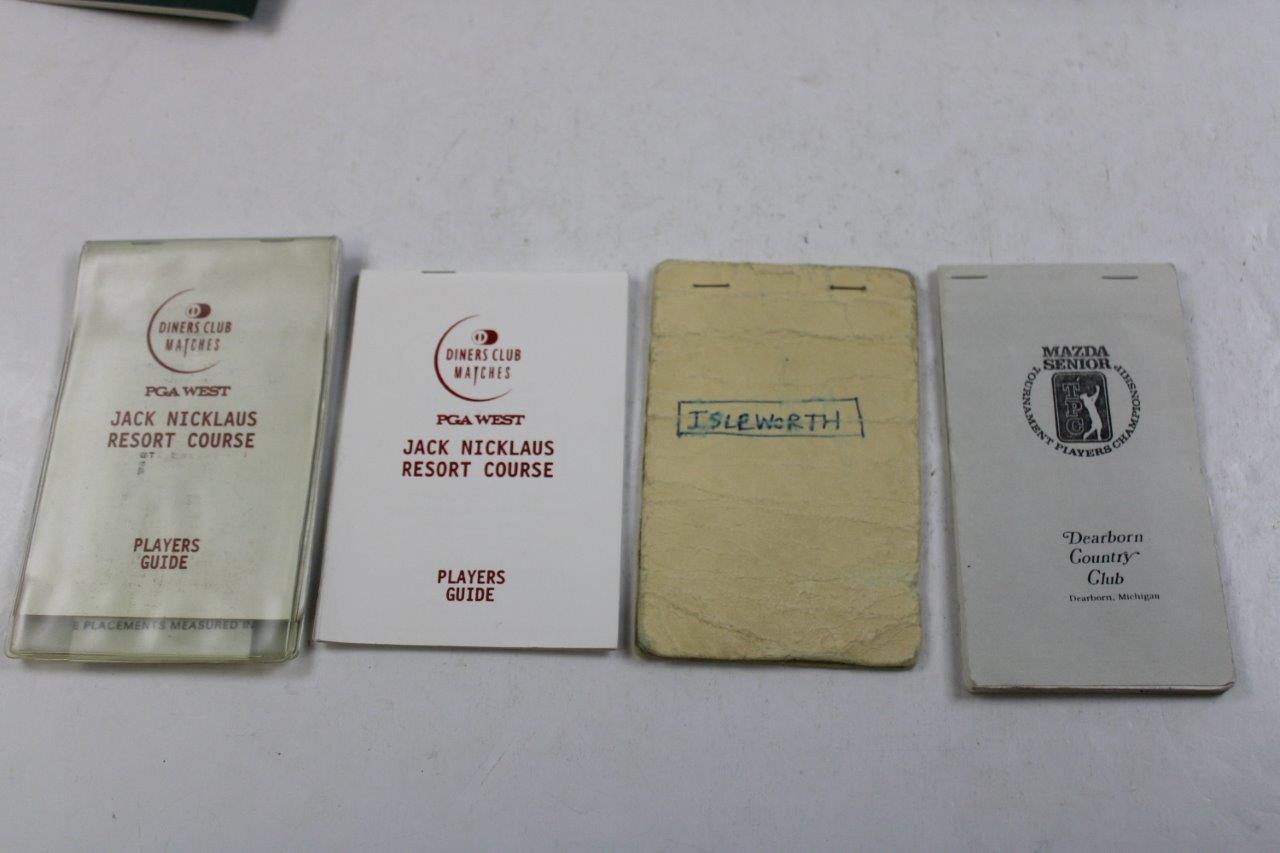 DINERS CLUB
MATCHES
PGA WEST
JACK NICKLAUS
RESORT COURSE
PLAYERS
GUIDE
E PLACEMENTS MEASURED IN
DINERS CLUB
MATCHES
PGA WEST
JACK NICKLAUS
RESORT COURSE
PLAYERS
GUIDE
ISLEWORTH
MAZDA
SENIOR
TOURNAMENT PLAYERS CHAMPIONSHIP
TPC
Dearborn
Country
Club
Dearborn, Michigan